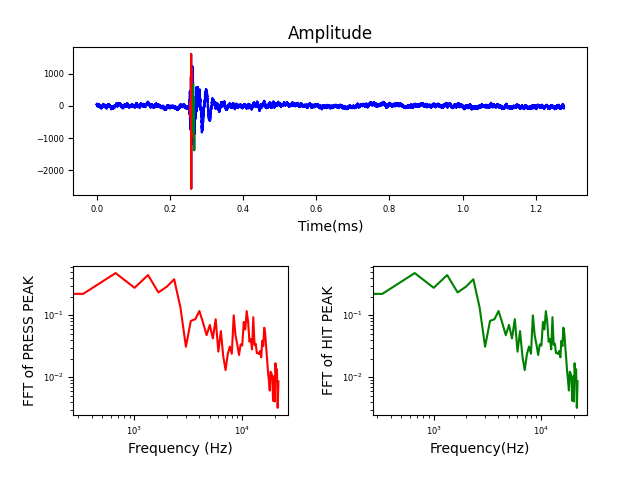 Amplitude
1000
0
−1000
−2000
0.0 0.2 0.4 0.6 0.8 1.0 1.2
Time(ms)
FFT of PRESS PEAK
10⁻¹
10⁻²
10³ 10⁴
Frequency (Hz)
FFT of HIT PEAK
10⁻¹
10⁻²
10³ 10⁴
Frequency(Hz)